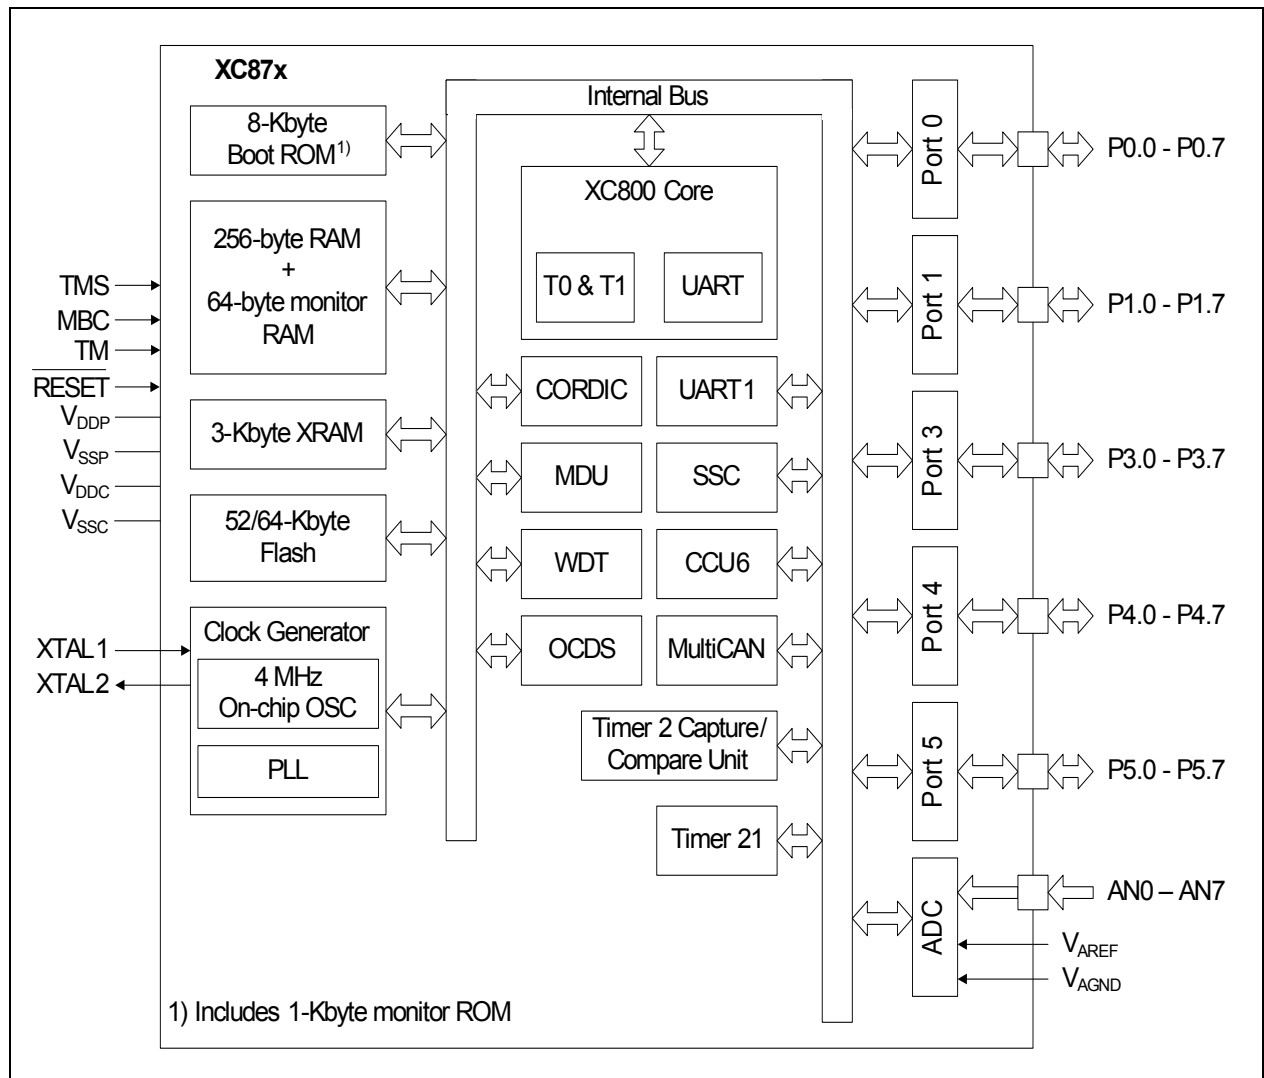 XC87x
Internal Bus
8-Kbyte
Boot ROM1)
256-byte RAM
+
64-byte monitor
RAM
3-Kbyte XRAM
52/64-Kbyte
Flash
Clock Generator
4 MHz
On-chip OSC
PLL
TMS
MBC
TM
RESET
VDDP
VSSP
VDDC
VSSC
XTAL1
XTAL2
XC800 Core
T0 & T1
UART
CORDIC
UART1
MDU
SSC
WDT
CCU6
OCDS
MultiCAN
Timer 2 Capture/
Compare Unit
Timer 21
Port 0
P0.0 - P0.7
Port 1
P1.0 - P1.7
Port 3
P3.0 - P3.7
Port 4
P4.0 - P4.7
Port 5
P5.0 - P5.7
ADC
AN0 – AN7
VAREF
VAGND
1) Includes 1-Kbyte monitor ROM